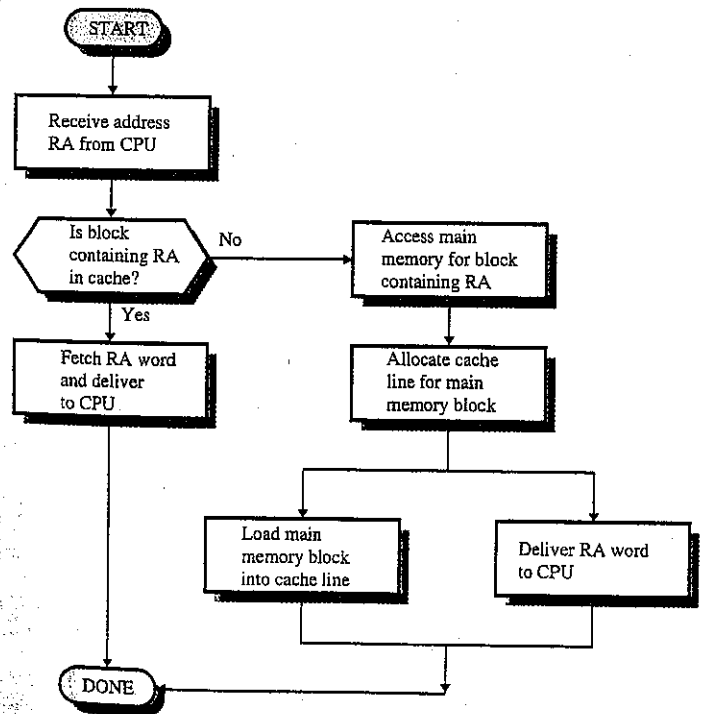 START
Receive address
RA from CPU
Is block
containing RA
in cache?
No
Access main
memory for block
containing RA
Yes
Fetch RA word
and deliver
to CPU
Allocate cache
line for main
memory block
Load main
memory block
into cache line
Deliver RA word
to CPU
DONE